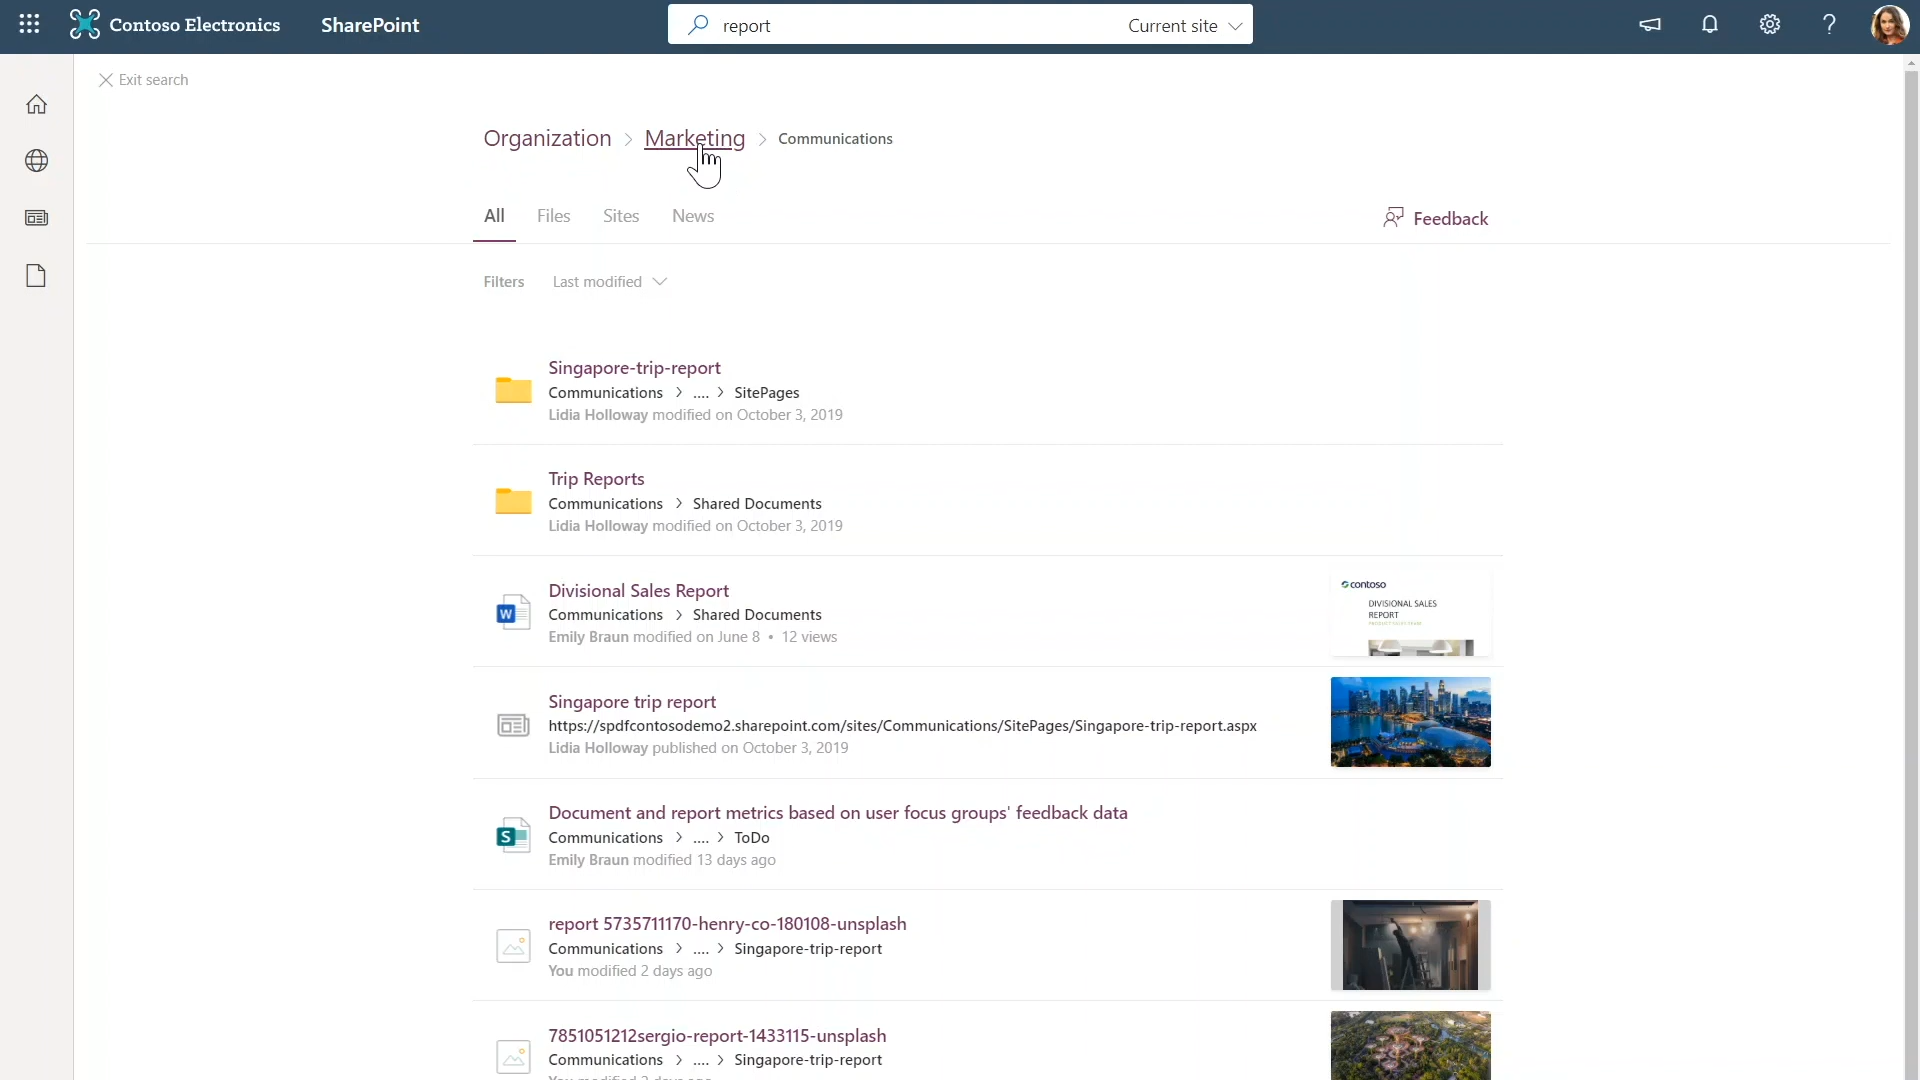 Contoso Electronics
SharePoint
report
Current site
Exit search
Organization > Marketing > Communications
All
Files
Sites
News
Feedback
Filters
Last modified
Singapore-trip-report
Communications > .... > SitePages
Lidia Holloway modified on October 3, 2019
Trip Reports
Communications > Shared Documents
Lidia Holloway modified on October 3, 2019
Divisional Sales Report
Communications > Shared Documents
Emily Braun modified on June 8 • 12 views
contoso
DIVISIONAL SALES
REPORT
Singapore trip report
https://spdfcontosodemo2.sharepoint.com/sites/Communications/SitePages/Singapore-trip-report.aspx
Lidia Holloway published on October 3, 2019
Document and report metrics based on user focus groups' feedback data
Communications > .... > ToDo
Emily Braun modified 13 days ago
report 5735711170-henry-co-180108-unsplash
Communications > .... > Singapore-trip-report
You modified 2 days ago
7851051212sergio-report-1433115-unsplash
Communications > .... > Singapore-trip-report